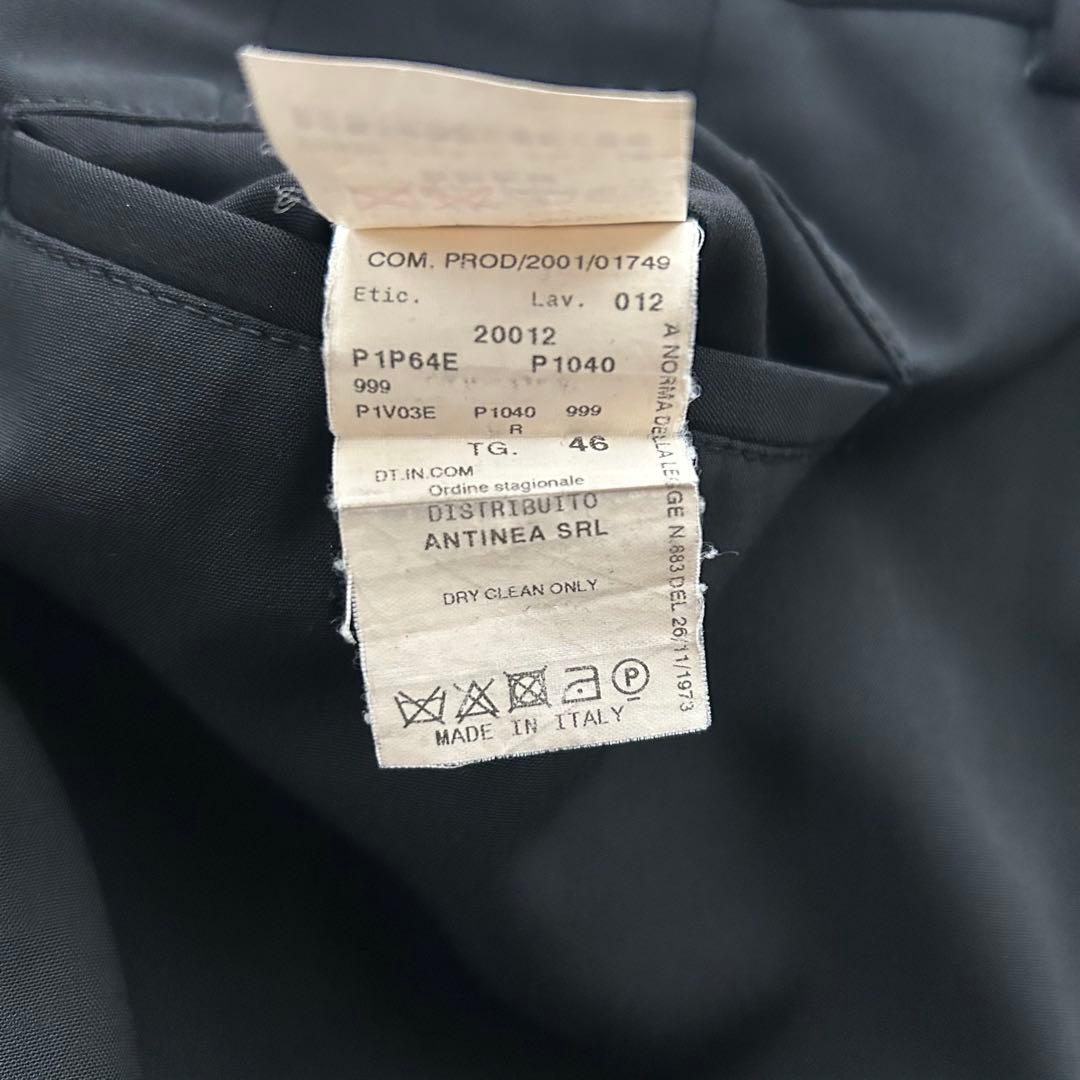 COM. PROD/2001/01749
Etic. Lav. 012
20012
P1P64E P1040
999
P1V03E P1040 999
R
TG. 46
DT.IN.COM
Ordine stagionale
DISTRIBUITO
ANTINEA SRL
DRY CLEAN ONLY
P
MADE IN ITALY
A NORMA DELLA LEGGE N.883 DEL 26/11/1973